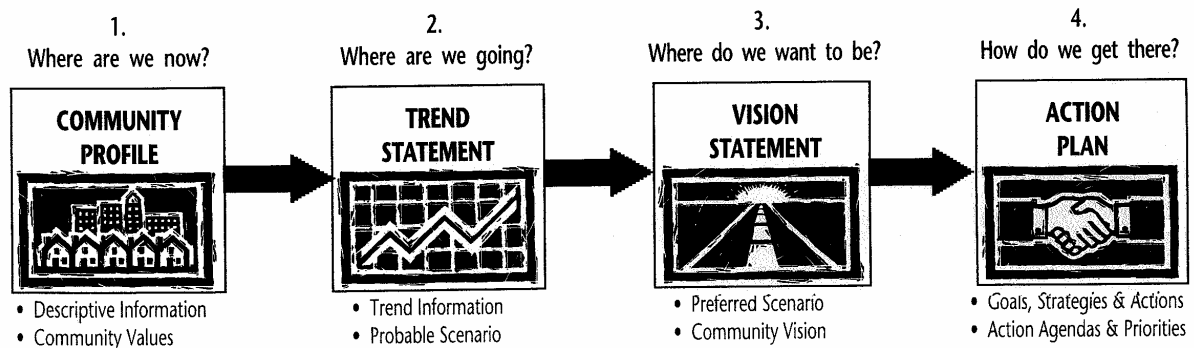 1.
Where are we now?
COMMUNITY
PROFILE
• Descriptive Information
• Community Values
2.
Where are we going?
TREND
STATEMENT
• Trend Information
• Probable Scenario
3.
Where do we want to be?
VISION
STATEMENT
• Preferred Scenario
• Community Vision
4.
How do we get there?
ACTION
PLAN
• Goals, Strategies & Actions
• Action Agendas & Priorities